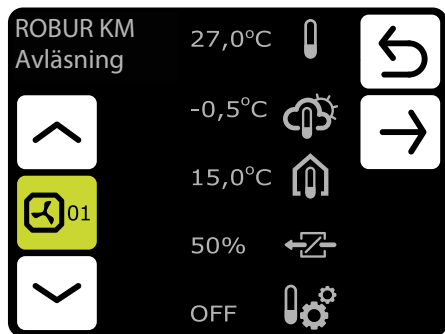 ROBUR KM
Avläsning
27,0°C
-0,5°C
15,0°C
01
50%
OFF